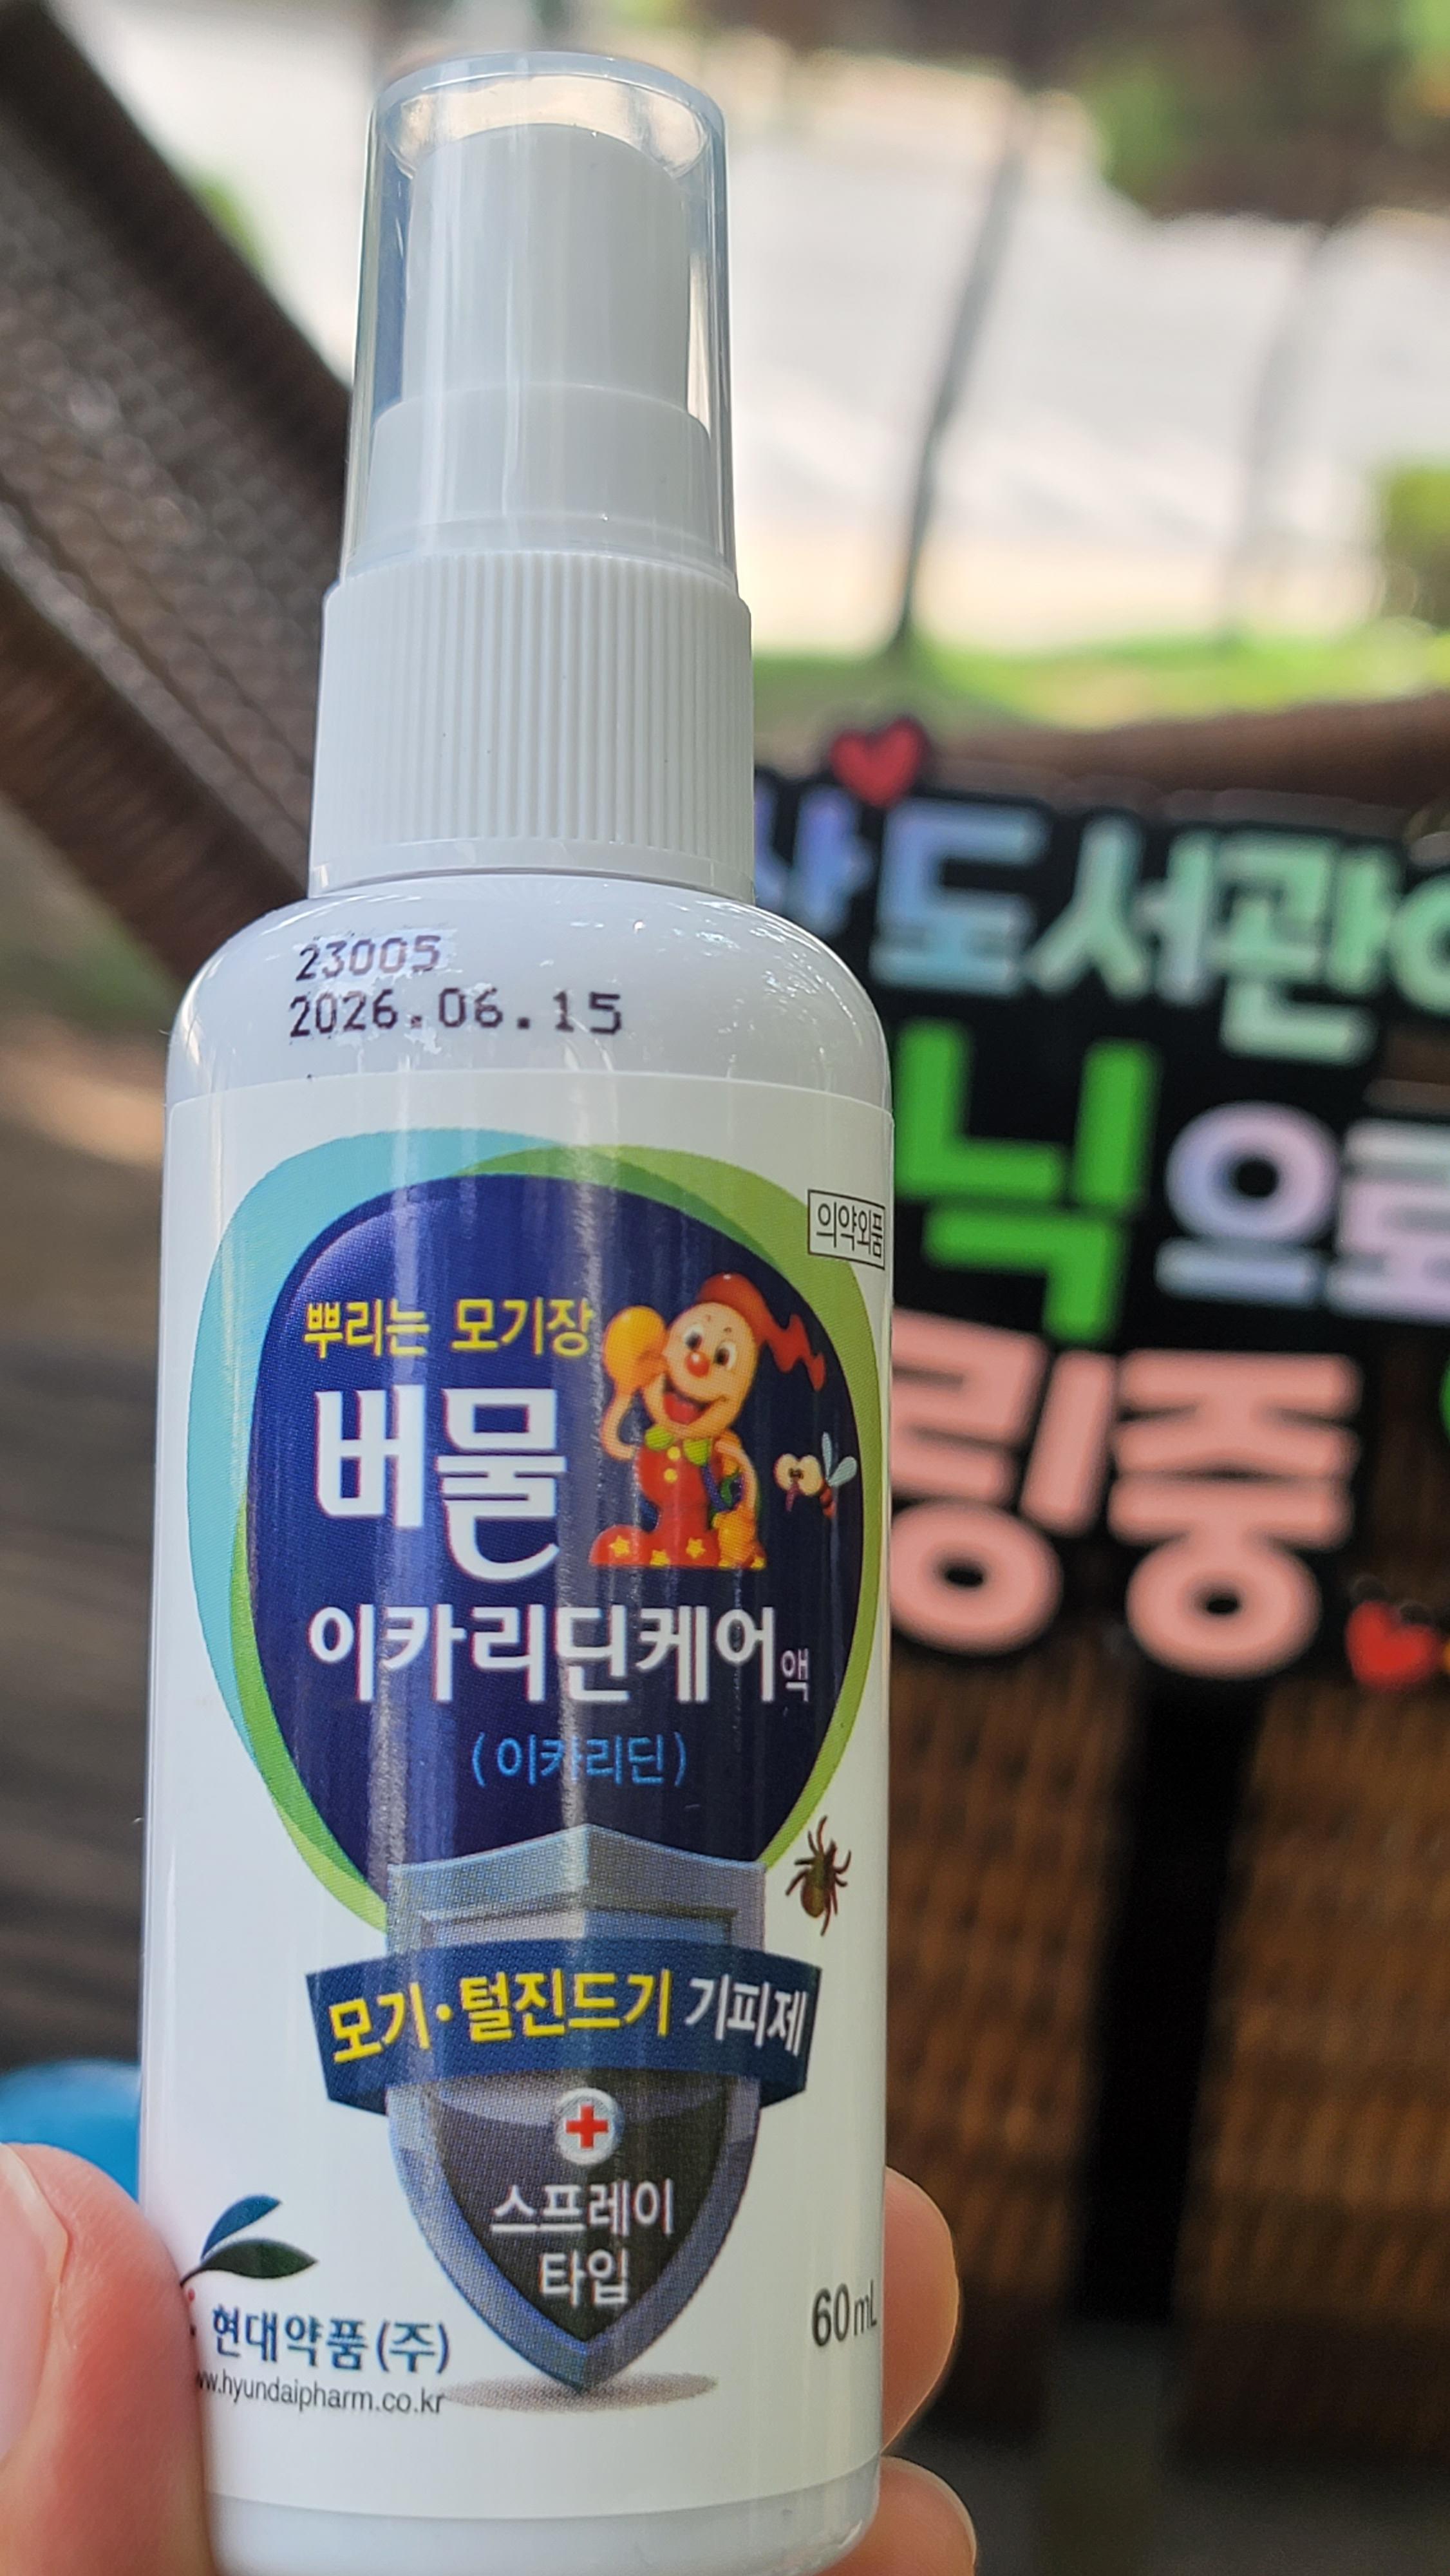 23005
2026.06.15
의약외품
뿌리는 모기장
버물
이카리딘케어액
(이카리딘)
모기·털진드기 기피제
스프레이
타입
60mL
현대약품(주)
www.hyundaipharm.co.kr
도서관
닉으로
링중